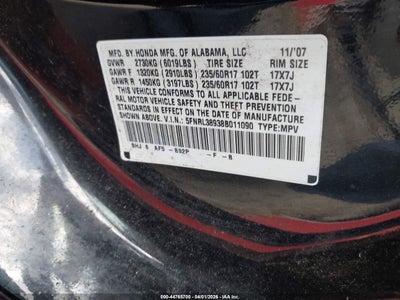 MFD. BY HONDA MFG. OF ALABAMA, LLC 11/'07
GVWR 2730KG (6019LBS) TIRE SIZE RIM SIZE
GAWR F 1320KG (2910LBS) 235/60R17 102T 17X7J
GAWR R 1450KG (3197LBS) 235/60R17 102T 17X7J
THIS VEHICLE CONFORMS TO ALL APPLICABLE FEDE-
RAL MOTOR VEHICLE SAFETY AND THEFT PREVENTION
STANDARDS IN EFFECT ON THE DATE OF MANUFACTURE
SHOWN ABOVE. V.I.N.: 5FNRL38938B011090 TYPE:MPV
F - B
000-44765700 - 04/01/2026 - IAA Inc.